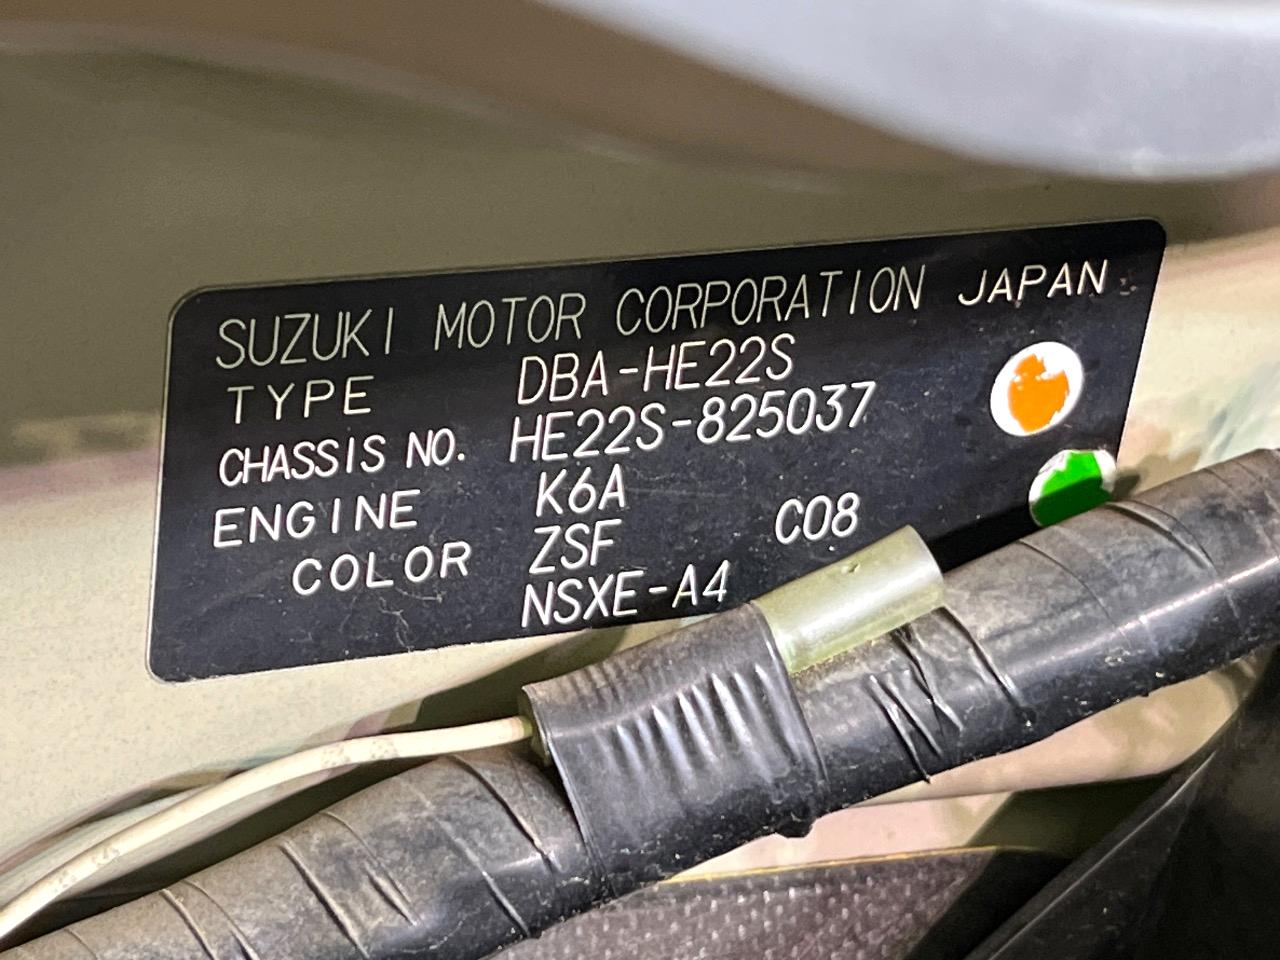 SUZUKI MOTOR CORPORATION JAPAN
TYPE DBA-HE22S
CHASSIS NO. HE22S-825037
ENGINE K6A
COLOR ZSF C08
NSXE-A4